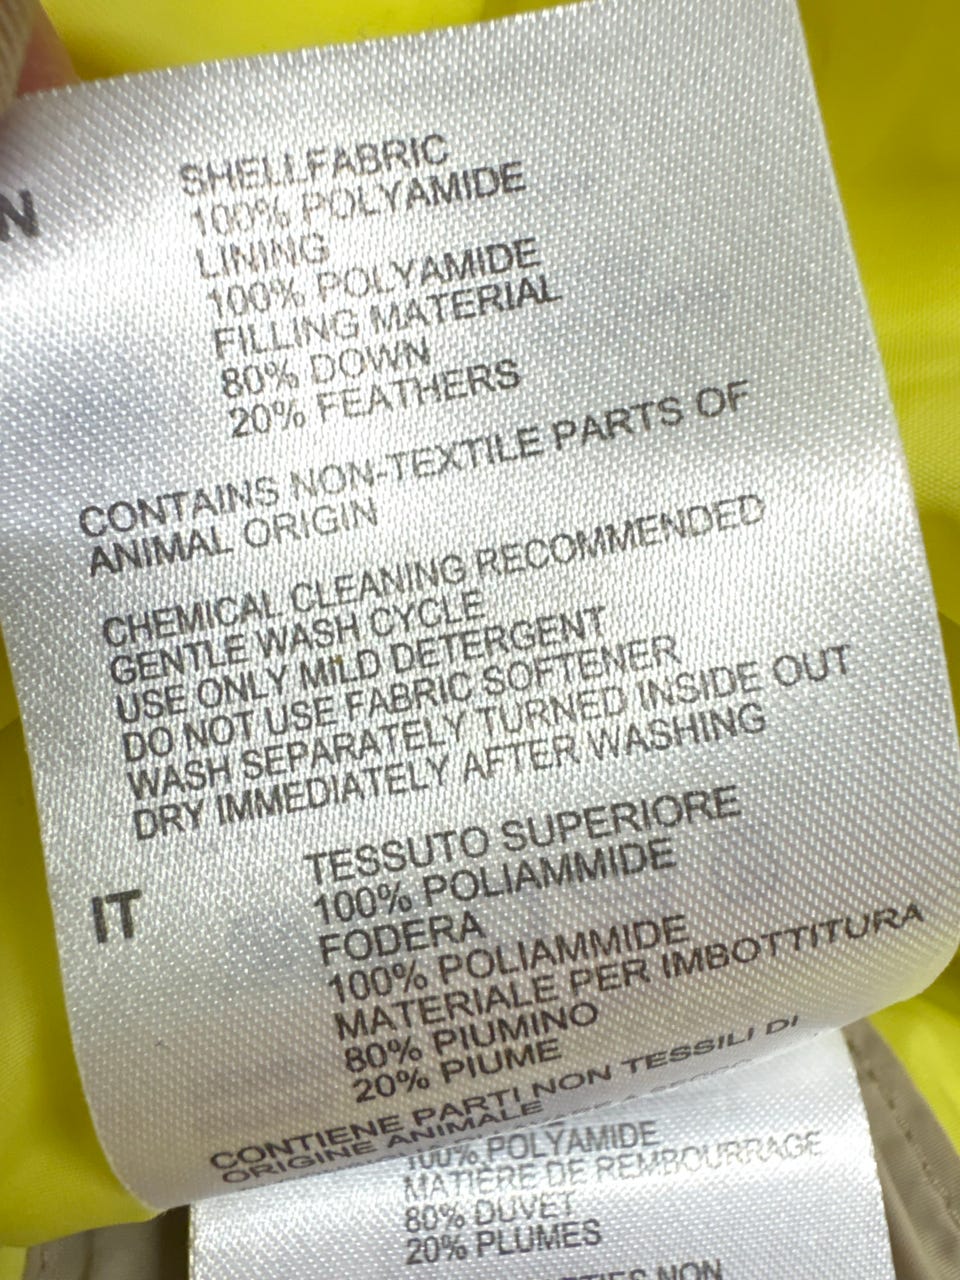 N
SHELLFABRIC
100% POLYAMIDE
LINING
100% POLYAMIDE
FILLING MATERIAL
80% DOWN
20% FEATHERS
CONTAINS NON-TEXTILE PARTS OF
ANIMAL ORIGIN
CHEMICAL CLEANING RECOMMENDED
GENTLE WASH CYCLE
USE ONLY MILD DETERGENT
DO NOT USE FABRIC SOFTENER
WASH SEPARATELY TURNED INSIDE OUT
DRY IMMEDIATELY AFTER WASHING
IT
TESSUTO SUPERIORE
100% POLIAMMIDE
FODERA
100% POLIAMMIDE
MATERIALE PER IMBOTTITURA
80% PIUMINO
20% PIUME
CONTIENE PARTI NON TESSILI DI
ORIGINE ANIMALE
100% POLYAMIDE
MATIÈRE DE REMBOURRAGE
80% DUVET
20% PLUMES
NON